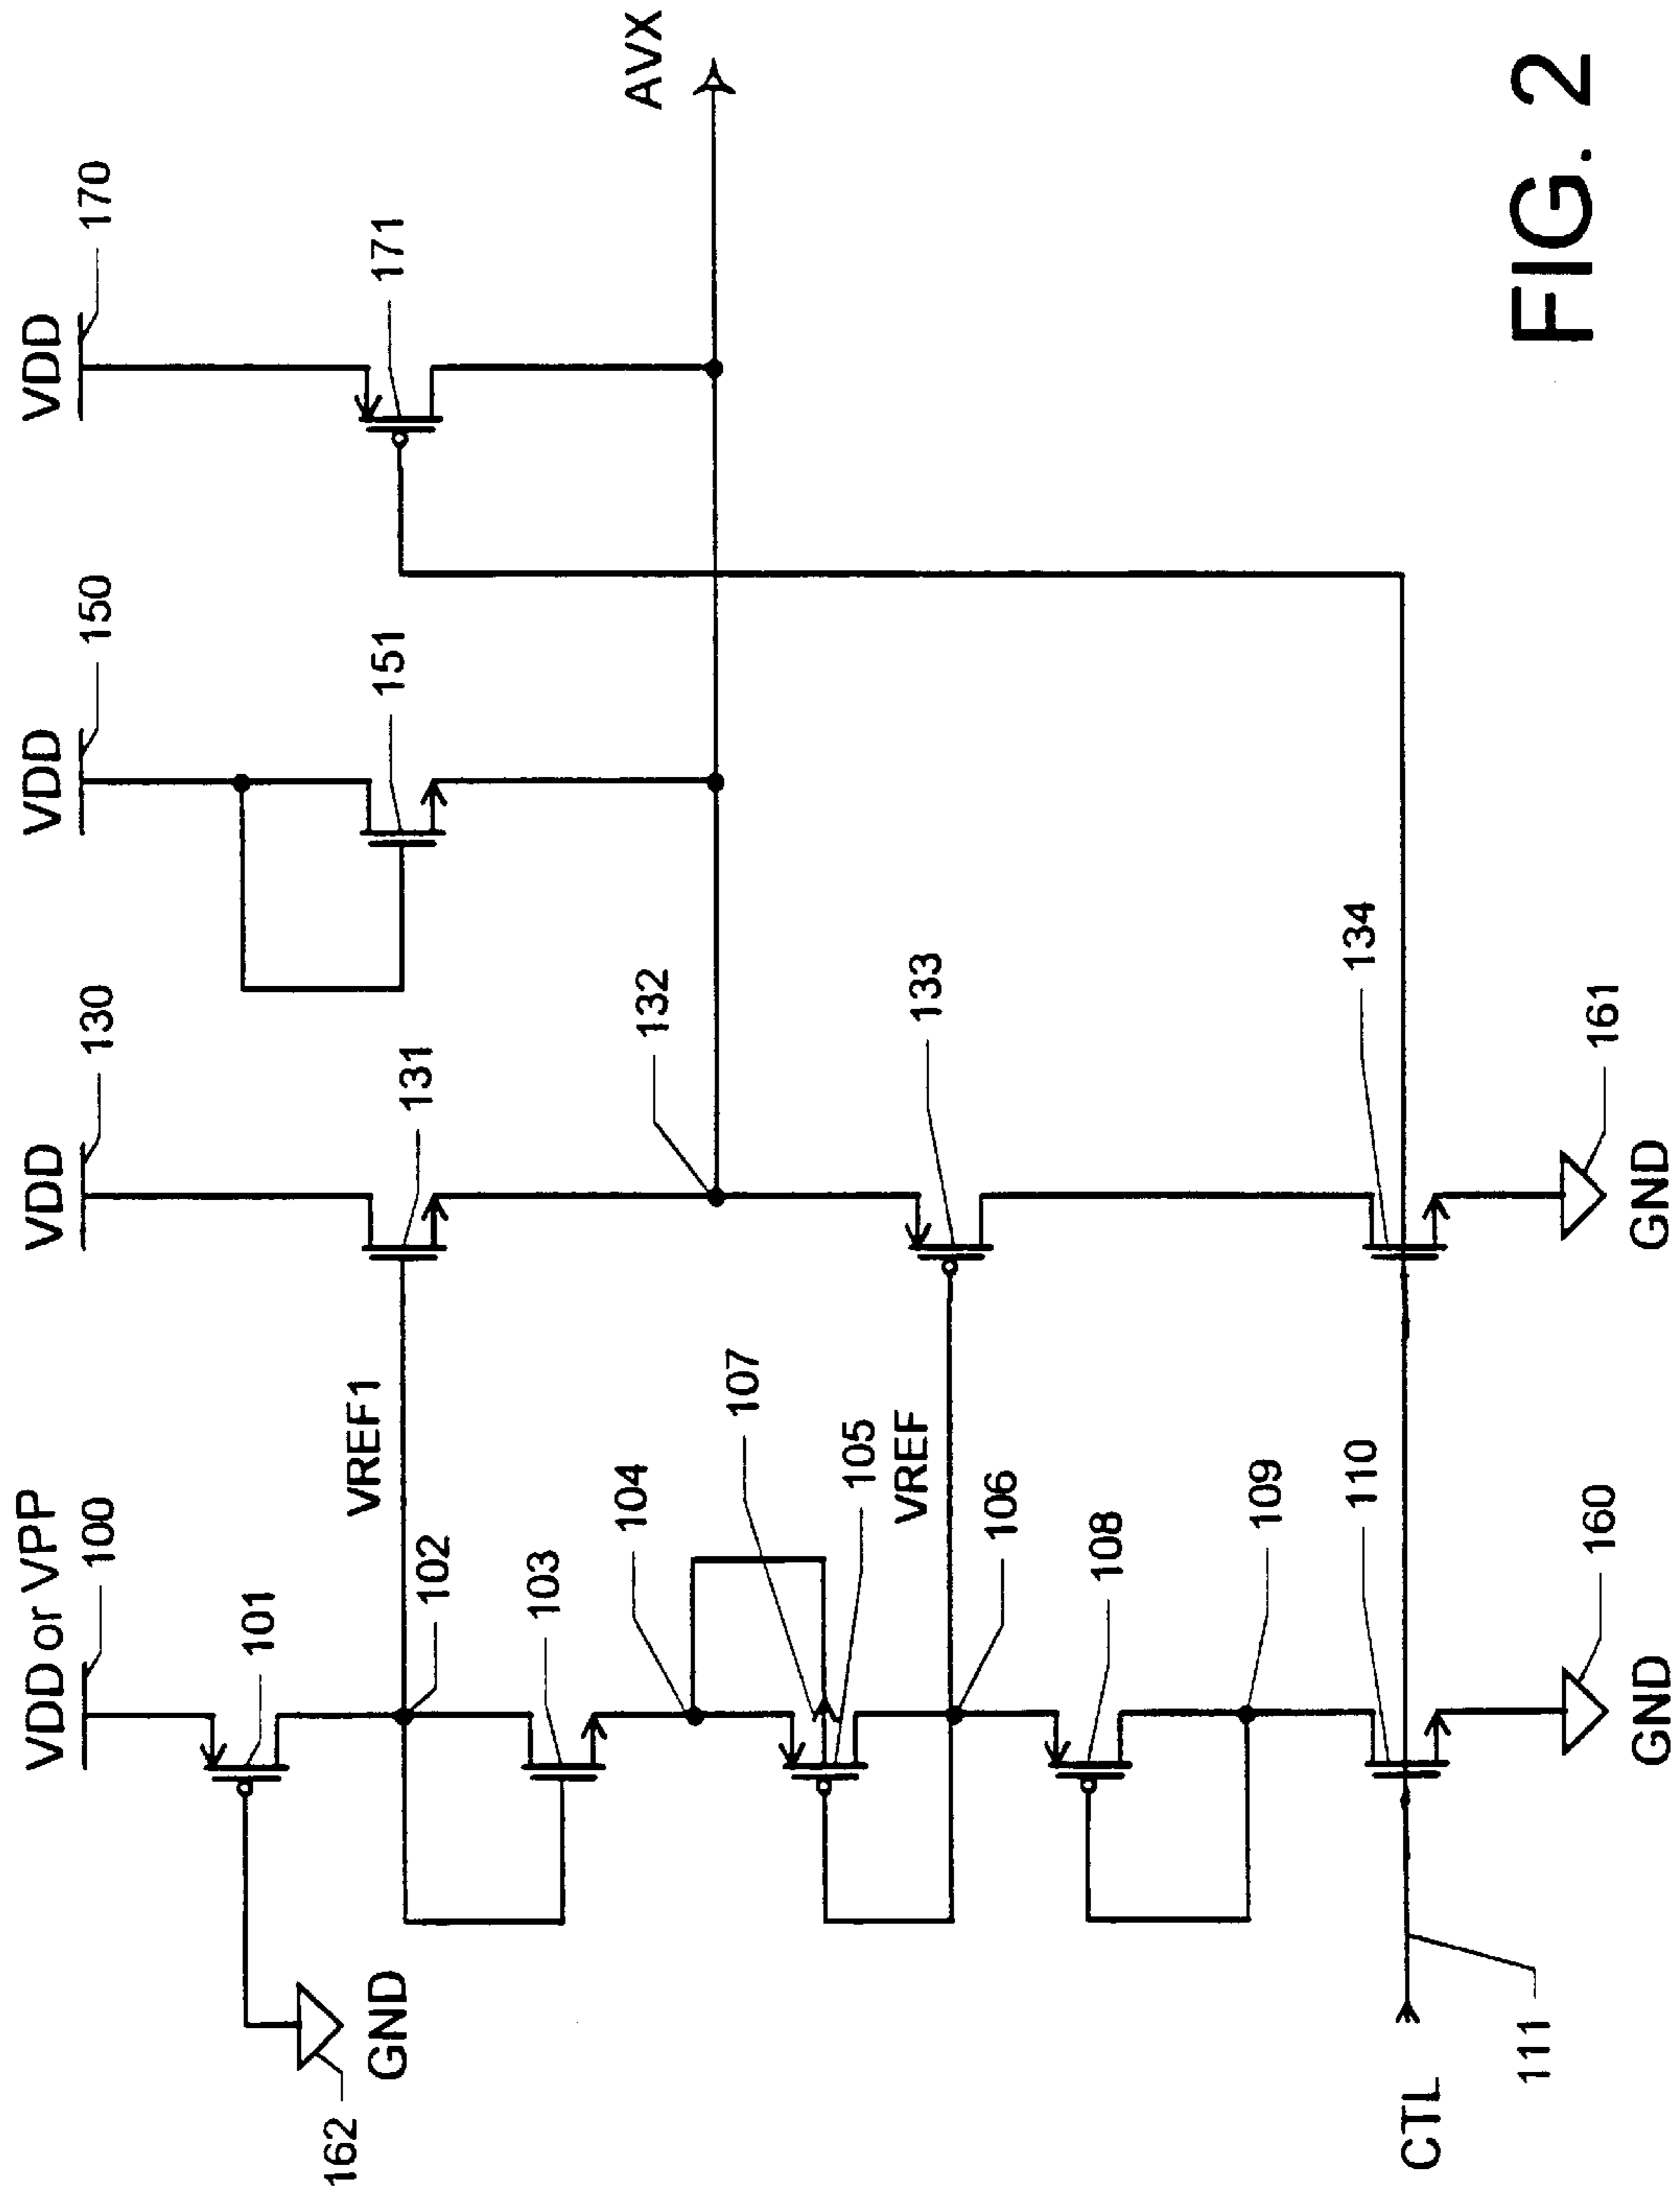 VDD or VPP
100
101
162
GND
VREF1
102
103
104
107
105
VREF
106
108
109
110
160
GND
CTL
111
VDD
130
131
132
133
134
161
GND
VDD
150
151
VDD
170
171
AVX
FIG. 2